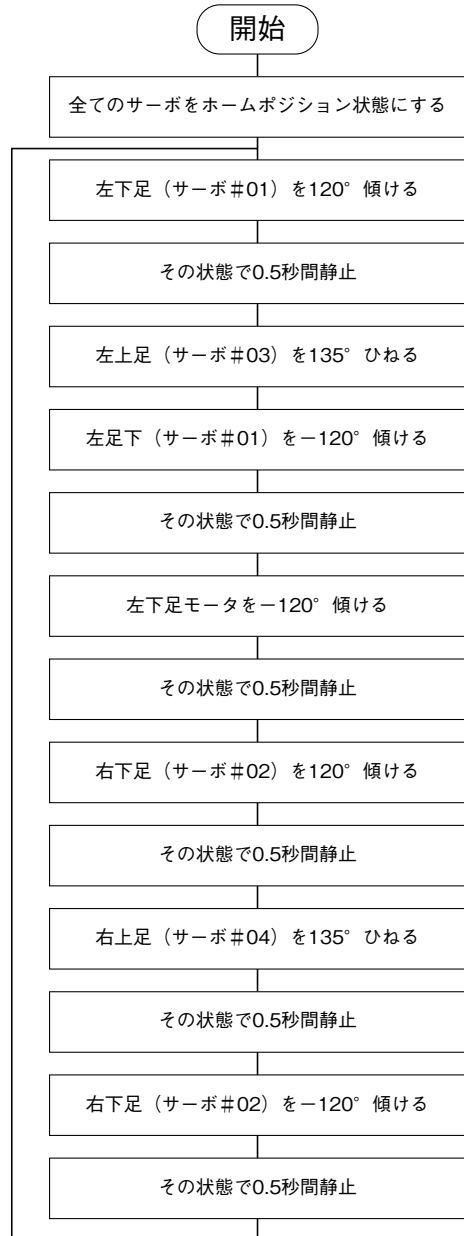 開始
全てのサーボをホームポジション状態にする
左下足（サーボ＃01）を120°傾ける
その状態で0.5秒間静止
左上足（サーボ＃03）を135°ひねる
左足下（サーボ＃01）を－120°傾ける
その状態で0.5秒間静止
左下足モータを－120°傾ける
その状態で0.5秒間静止
右下足（サーボ＃02）を120°傾ける
その状態で0.5秒間静止
右上足（サーボ＃04）を135°ひねる
その状態で0.5秒間静止
右下足（サーボ＃02）を－120°傾ける
その状態で0.5秒間静止